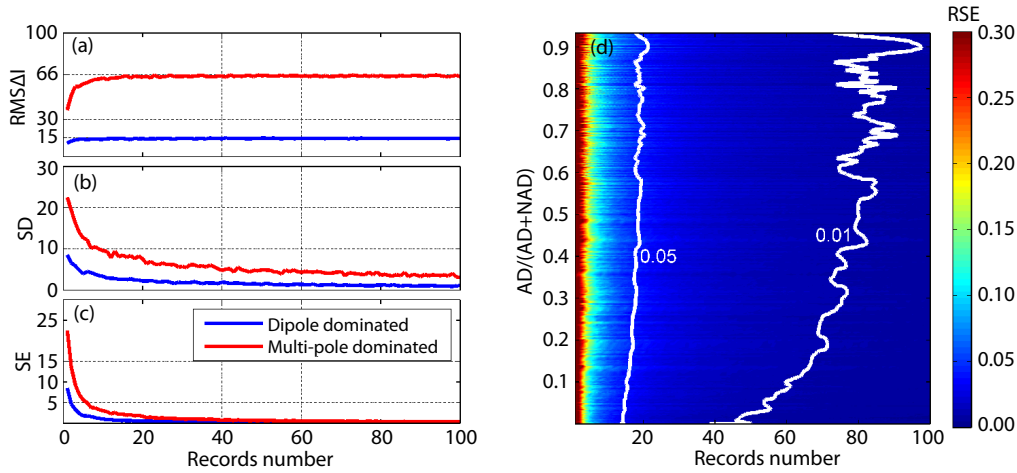 (a)
100
66
30
15
RMSΔI
(b)
30
20
10
0
SD
(c)
25
10
5
SE
Dipole dominated
Multi-pole dominated
0 20 40 60 80 100
Records number
(d)
0.9
0.8
0.7
0.6
0.5
0.4
0.3
0.2
0.1
AD/(AD+NAD)
0.05
0.01
20 40 60 80 100
Records number
RSE
0.30
0.25
0.20
0.15
0.10
0.05
0.00